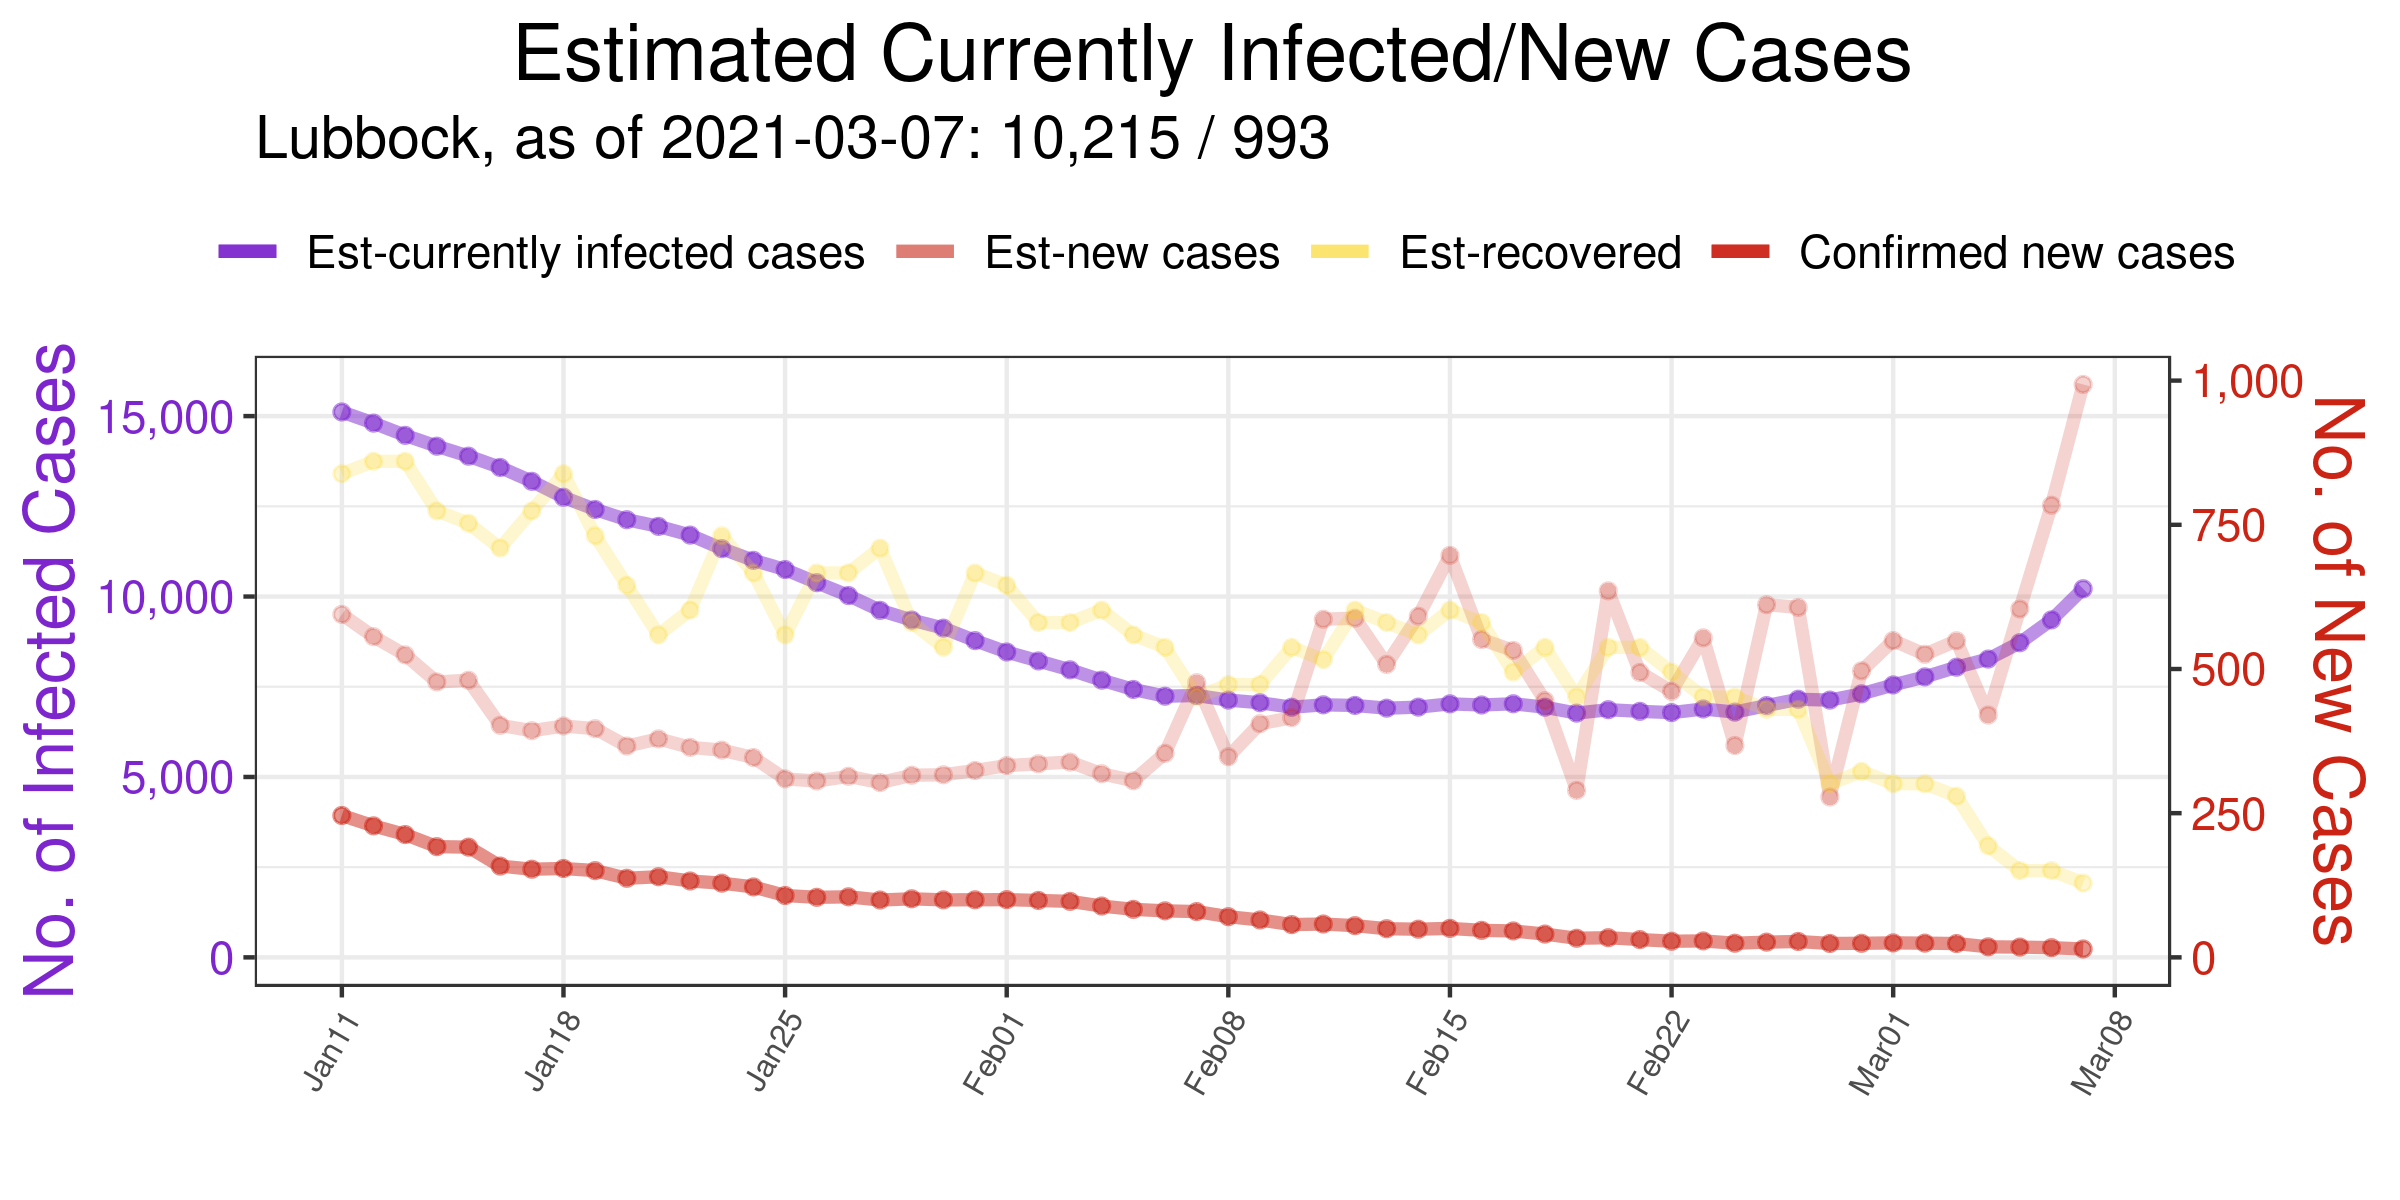 Estimated Currently Infected/New Cases
Lubbock, as of 2021-03-07: 10,215 / 993
Est-currently infected cases Est-new cases Est-recovered Confirmed new cases
No. of Infected Cases
15,000
10,000
5,000
0
1,000
750
500
250
0
No. of New Cases
Jan11 Jan18 Jan25 Feb01 Feb08 Feb15 Feb22 Mar01 Mar08